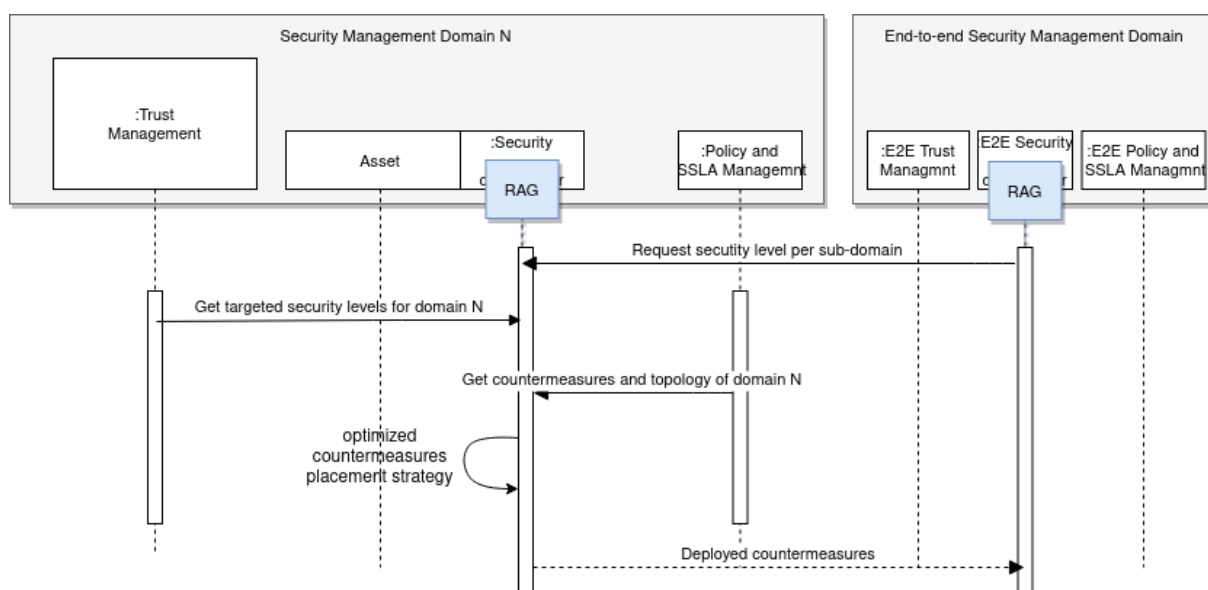 Security Management Domain N
End-to-end Security Management Domain
:Trust
Management
Asset
:Security
RAG
:Policy and
SSLA Managemnt
:E2E Trust
Managmnt
:E2E Security
RAG
:E2E Policy and
SSLA Managmnt
Request secutity level per sub-domain
Get targeted security levels for domain N
Get countermeasures and topology of domain N
optimized
countermeasures
placement strategy
Deployed countermeasures